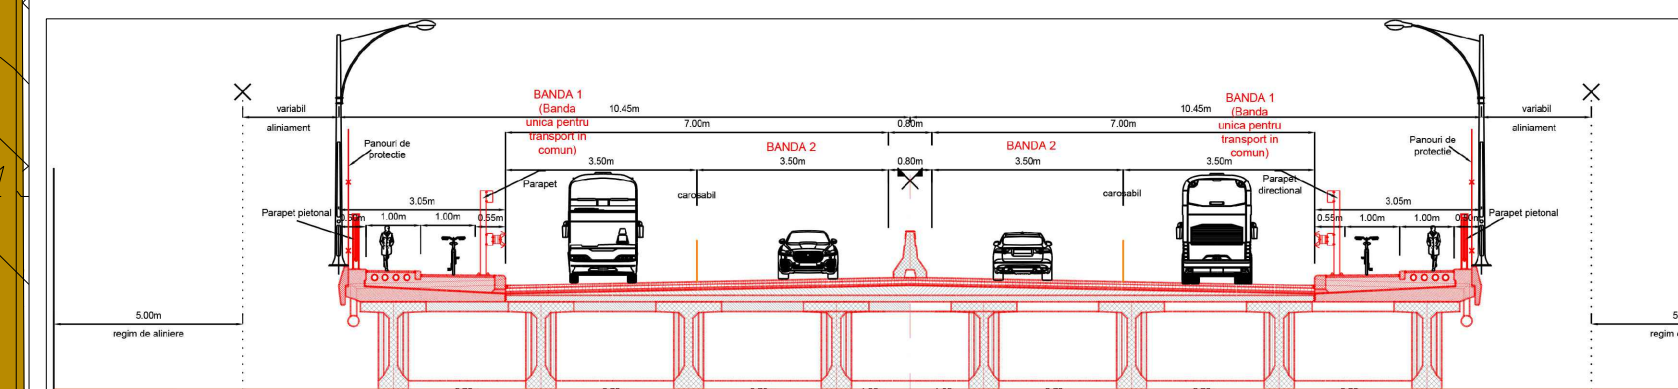 BANDA 1
(Banda
unica pentru
transport in
comun)
BANDA 1
(Banda
unica pentru
transport in
comun)
variabil
10.45m
10.45m
variabil
aliniament
7.00m
0.80m
7.00m
aliniament
Panouri de
protectie
BANDA 2
BANDA 2
Panouri de
protectie
3.50m
3.50m
0.80m
3.50m
3.50m
Parapet
carosabil
carosabil
Parapet
directional
3.05m
3.05m
Parapet pietonal
1.00m
1.00m
0.55m
0.55m
1.00m
1.00m
Parapet pietonal
5.00m
regim de aliniere
regim